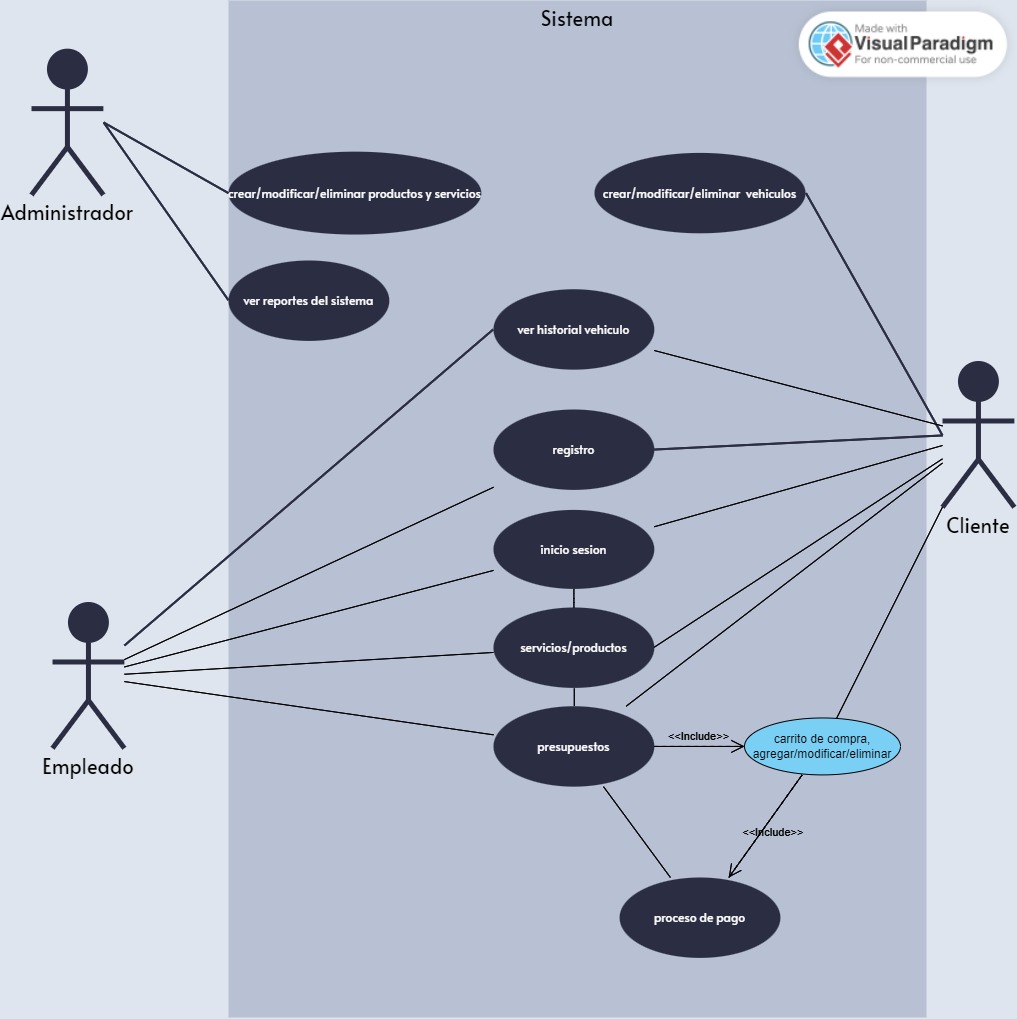 Sistema
Made with
Visual Paradigm
For non-commercial use
Administrador
crear/modificar/eliminar productos y servicios
crear/modificar/eliminar vehiculos
ver reportes del sistema
ver historial vehiculo
registro
inicio sesion
Cliente
servicios/productos
Empleado
presupuestos
<<Include>>
carrito de compra,
agregar/modificar/eliminar
<<Include>>
proceso de pago